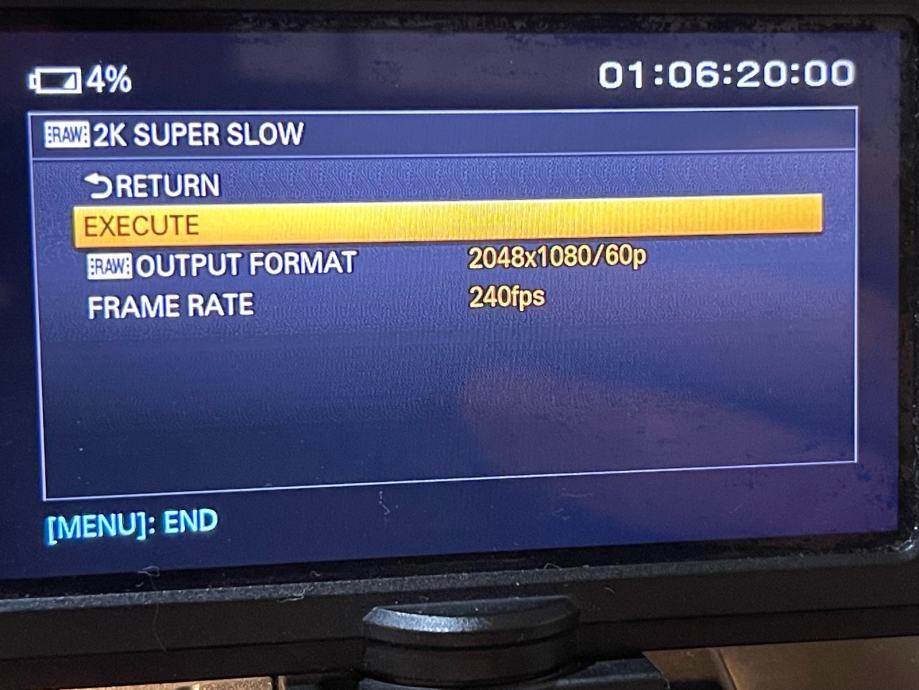 4% 01:06:20:00
RAW 2K SUPER SLOW
RETURN
EXECUTE
RAW OUTPUT FORMAT 2048x1080/60p
FRAME RATE 240fps
[MENU]: END